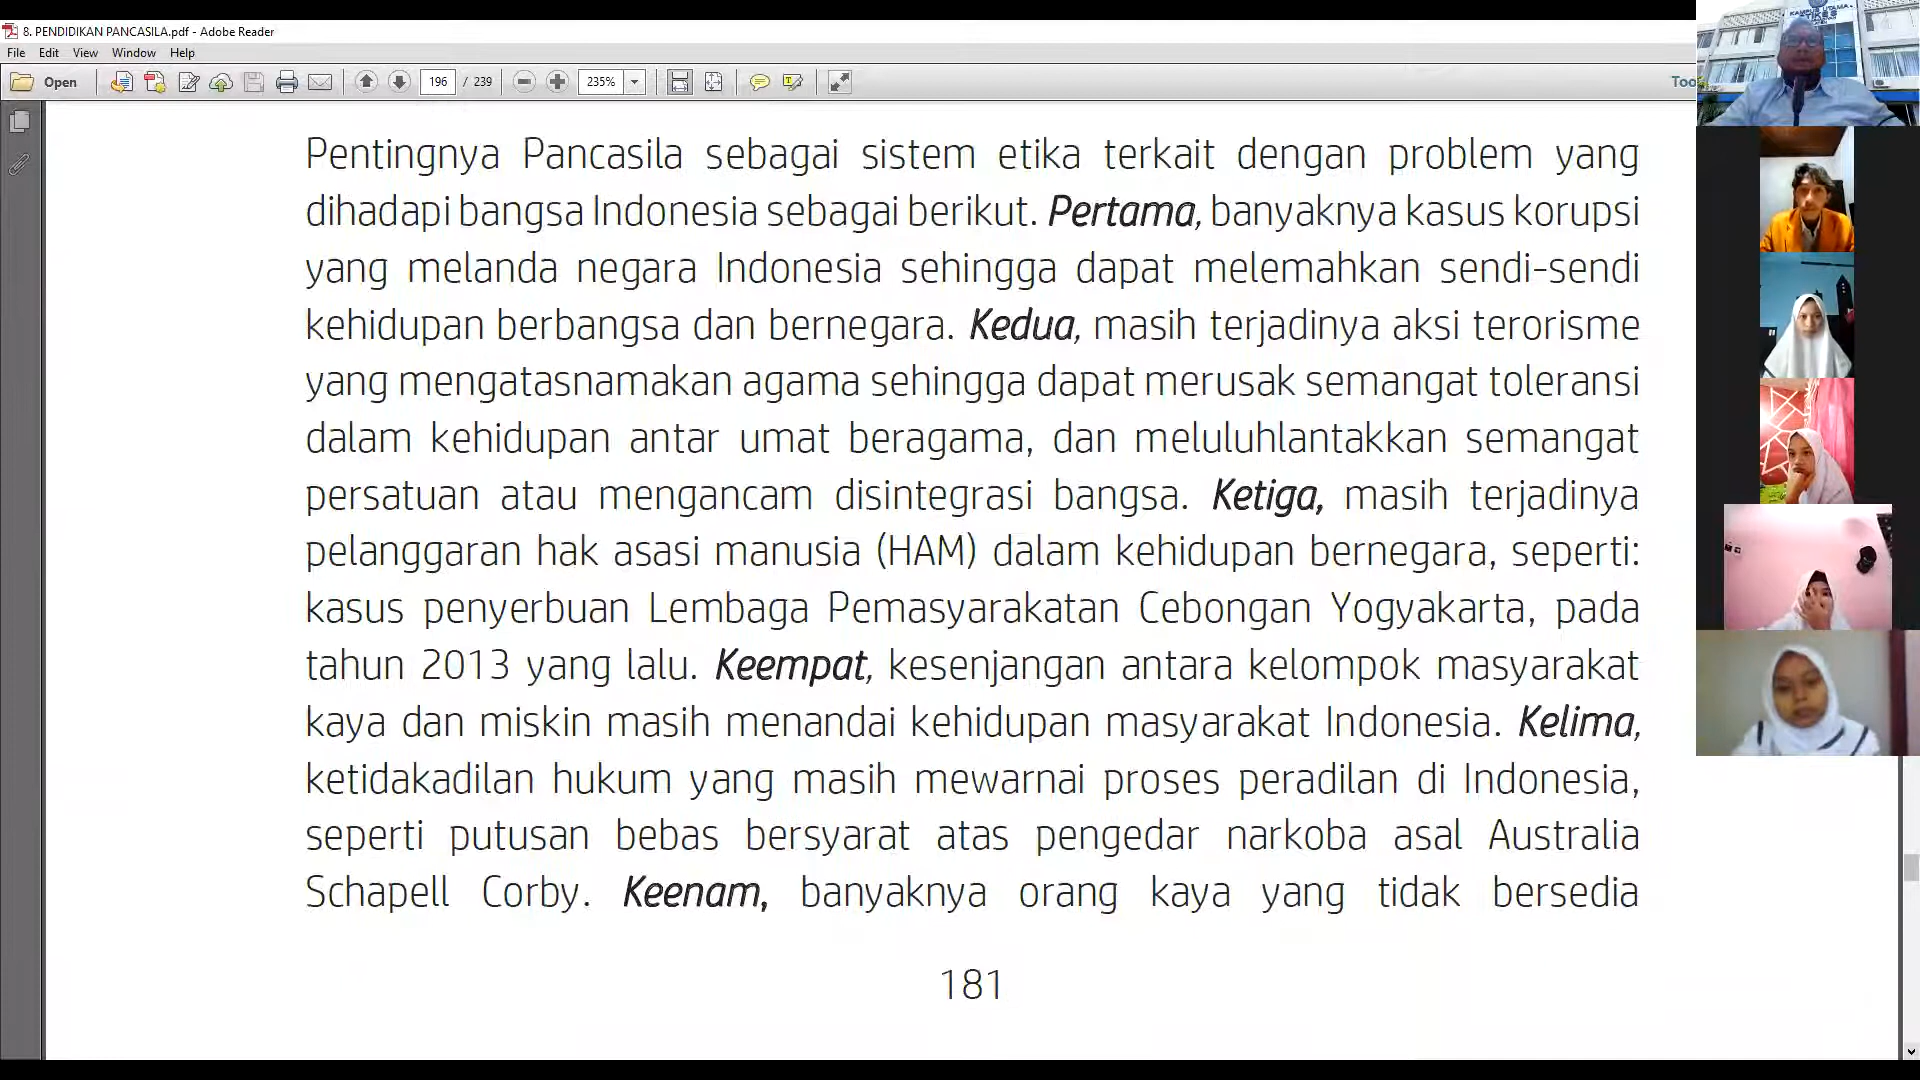 8. PENDIDIKAN PANCASILA.pdf - Adobe Reader
File Edit View Window Help
Open 196 / 239 235% Too
KAMPUS UTAMA
Pentingnya Pancasila sebagai sistem etika terkait dengan problem yang
dihadapi bangsa Indonesia sebagai berikut. Pertama, banyaknya kasus korupsi
yang melanda negara Indonesia sehingga dapat melemahkan sendi-sendi
kehidupan berbangsa dan bernegara. Kedua, masih terjadinya aksi terorisme
yang mengatasnamakan agama sehingga dapat merusak semangat toleransi
dalam kehidupan antar umat beragama, dan meluluhlantakkan semangat
persatuan atau mengancam disintegrasi bangsa. Ketiga, masih terjadinya
pelanggaran hak asasi manusia (HAM) dalam kehidupan bernegara, seperti:
kasus penyerbuan Lembaga Pemasyarakatan Cebongan Yogyakarta, pada
tahun 2013 yang lalu. Keempat, kesenjangan antara kelompok masyarakat
kaya dan miskin masih menandai kehidupan masyarakat Indonesia. Kelima,
ketidakadilan hukum yang masih mewarnai proses peradilan di Indonesia,
seperti putusan bebas bersyarat atas pengedar narkoba asal Australia
Schapell Corby. Keenam, banyaknya orang kaya yang tidak bersedia
181